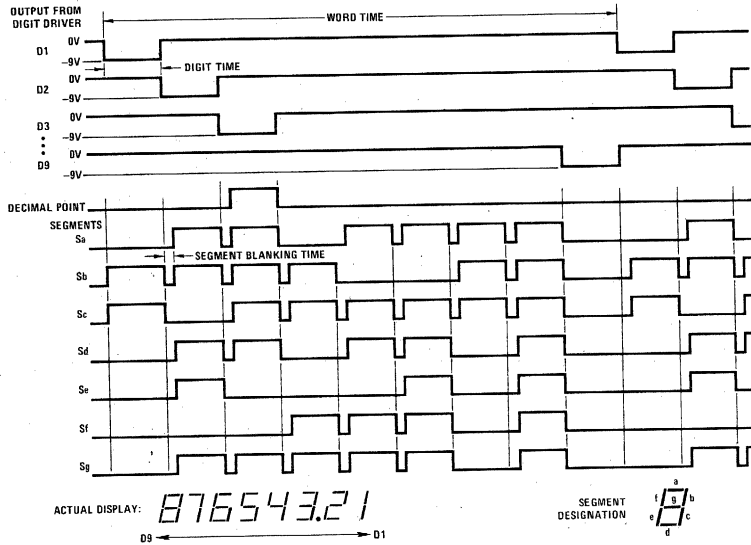 OUTPUT FROM
DIGIT DRIVER
WORD TIME
D1
0V
-9V
DIGIT TIME
D2
0V
-9V
D3
0V
-9V
D9
0V
-9V
DECIMAL POINT
SEGMENTS
Sa
SEGMENT BLANKING TIME
Sb
Sc
Sd
Se
Sf
Sg
ACTUAL DISPLAY: 876543.21
D9 D1
SEGMENT
DESIGNATION
a
f g b
e c
d